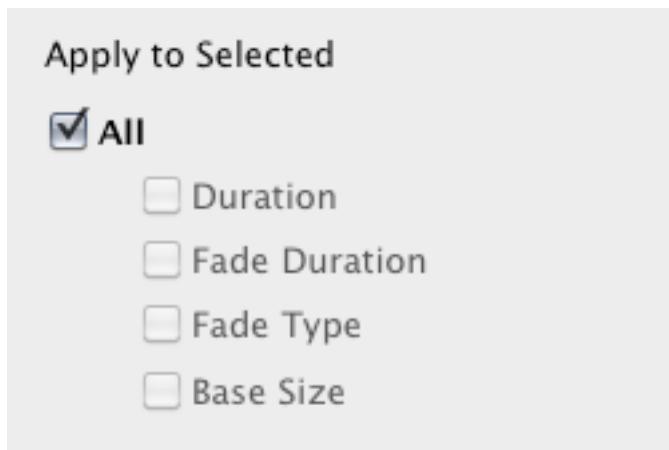 Apply to Selected
All
Duration
Fade Duration
Fade Type
Base Size